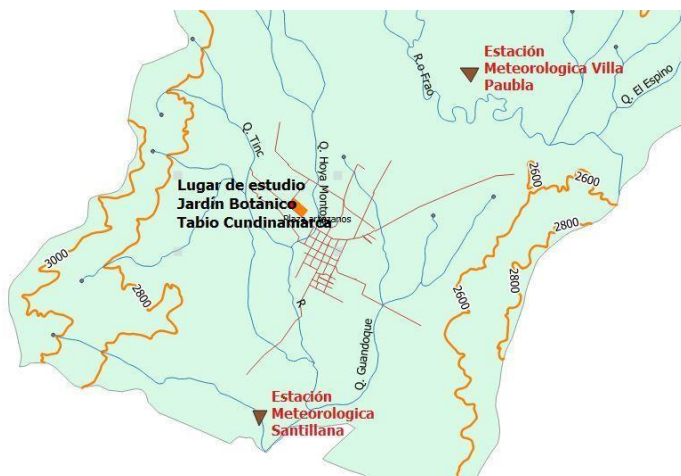 Estación
Meteorologica Villa
Paubla
R.o Frao
Q. El Espino
Q. Tinc
Q. Hoya Monto
Lugar de estudio
Jardín Botánico
Tabio Cundinamarca
2600
2600
2800
3000
2800
2600
2800
R
Q. Guandoque
Estación
Meteorologica
Santillana